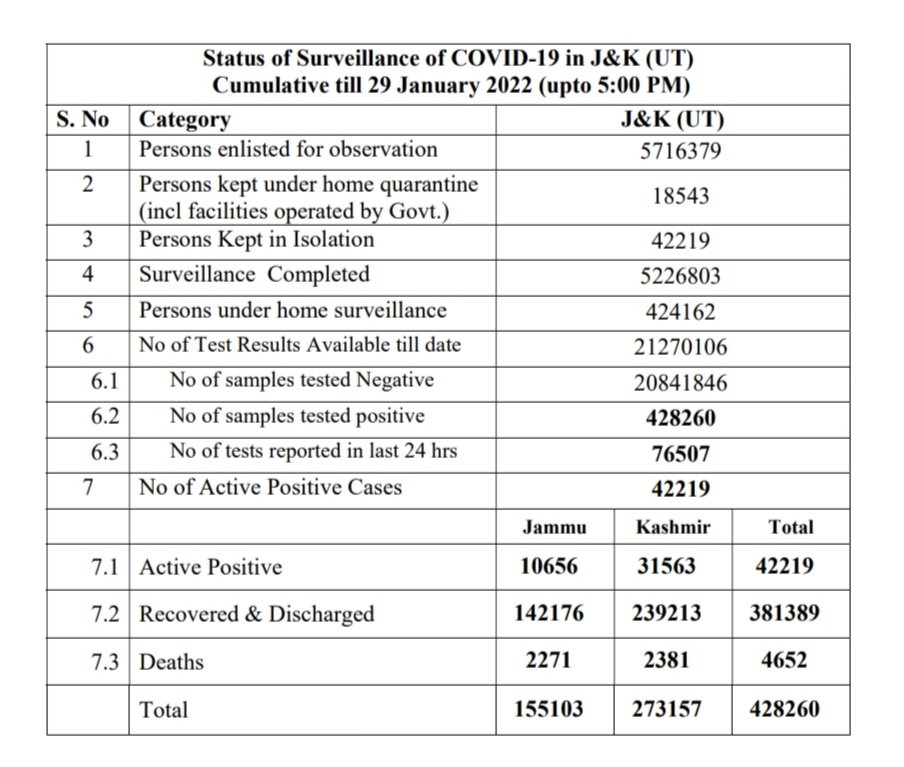 Status of Surveillance of COVID-19 in J&K (UT)
Cumulative till 29 January 2022 (upto 5:00 PM)
S. No Category J&K (UT)
1 Persons enlisted for observation 5716379
2 Persons kept under home quarantine
(incl facilities operated by Govt.) 18543
3 Persons Kept in Isolation 42219
4 Surveillance Completed 5226803
5 Persons under home surveillance 424162
6 No of Test Results Available till date 21270106
6.1 No of samples tested Negative 20841846
6.2 No of samples tested positive 428260
6.3 No of tests reported in last 24 hrs 76507
7 No of Active Positive Cases 42219
Jammu Kashmir Total
7.1 Active Positive 10656 31563 42219
7.2 Recovered & Discharged 142176 239213 381389
7.3 Deaths 2271 2381 4652
Total 155103 273157 428260